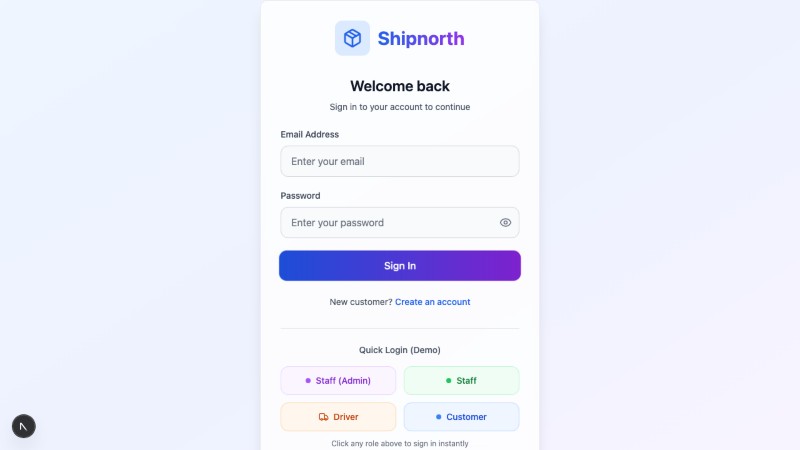 Shipnorth
Welcome back
Sign in to your account to continue
Email Address
Enter your email
Password
Enter your password
Sign In
New customer? Create an account
Quick Login (Demo)
Staff (Admin)
Staff
Driver
Customer
Click any role above to sign in instantly